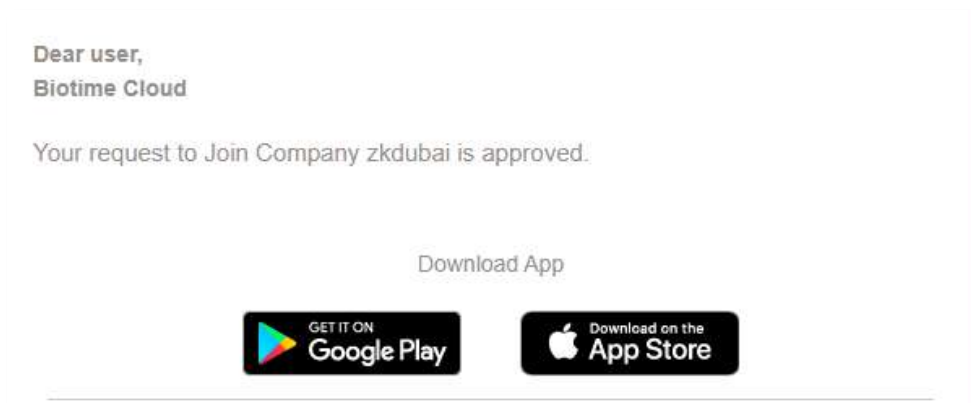 Dear user,
Biotime Cloud
Your request to Join Company zkdubai is approved.
Download App
GET IT ON
Google Play
Download on the
App Store